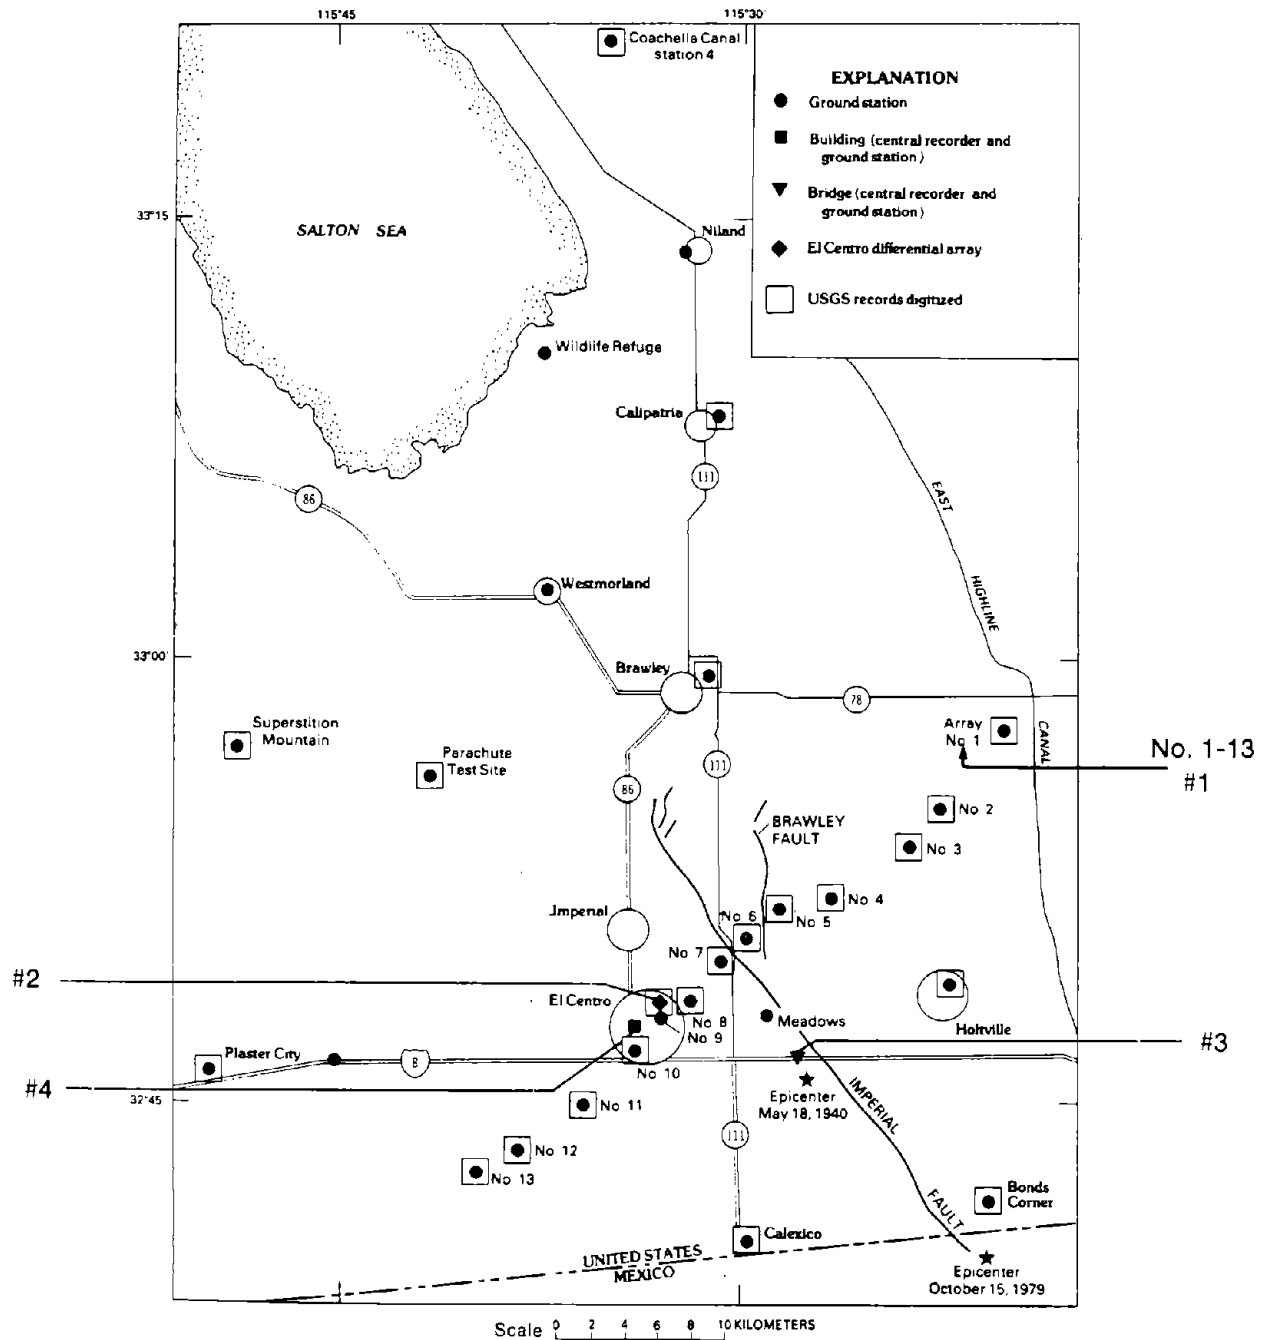 115°45'
115°30'
Coachella Canal
station 4
EXPLANATION
Ground station
Building (central recorder and
ground station)
Bridge (central recorder and
ground station)
El Centro differential array
USGS records digitized
33°15'
SALTON SEA
Niland
Wildlife Refuge
Calipatria
111
86
EAST
HIGHLINE
CANAL
Westmorland
33°00'
Brawley
78
Superstition
Mountain
Parachute
Test Site
Array
No 1
No. 1-13
#1
111
86
No 2
BRAWLEY
FAULT
No 3
No 4
Imperial
No 6
No 5
No 7
#2
El Centro
No 8
No 9
Meadows
Holtville
#3
Plaster City
8
No 10
#4
32°45'
No 11
Epicenter
May 18, 1940
IMPERIAL
FAULT
111
No 12
No 13
Bonds
Corner
Calexico
UNITED STATES
MEXICO
Epicenter
October 15, 1979
Scale 0 2 4 6 8 10 KILOMETERS